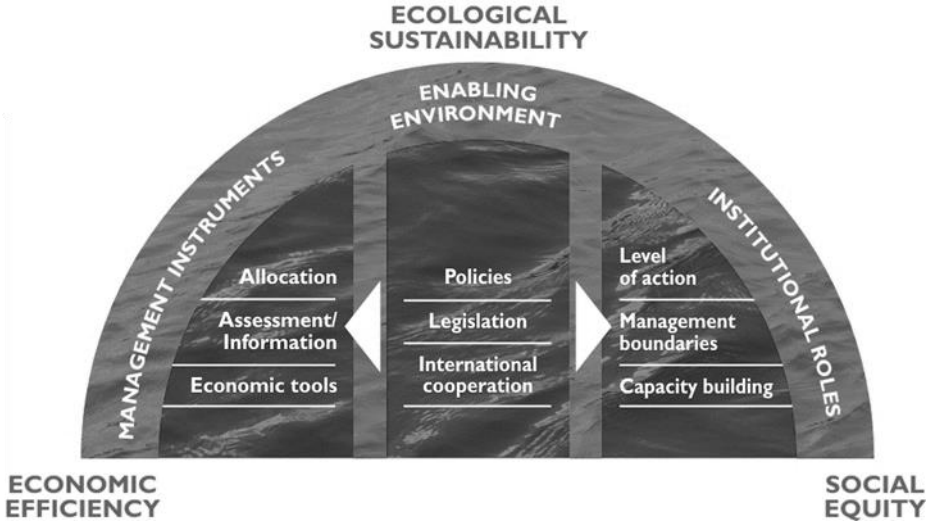 ECOLOGICAL
SUSTAINABILITY
ENABLING
ENVIRONMENT
MANAGEMENT INSTRUMENTS
INSTITUTIONAL ROLES
Allocation
Assessment/
Information
Economic tools
Policies
Legislation
International
cooperation
Level
of action
Management
boundaries
Capacity building
ECONOMIC
EFFICIENCY
SOCIAL
EQUITY